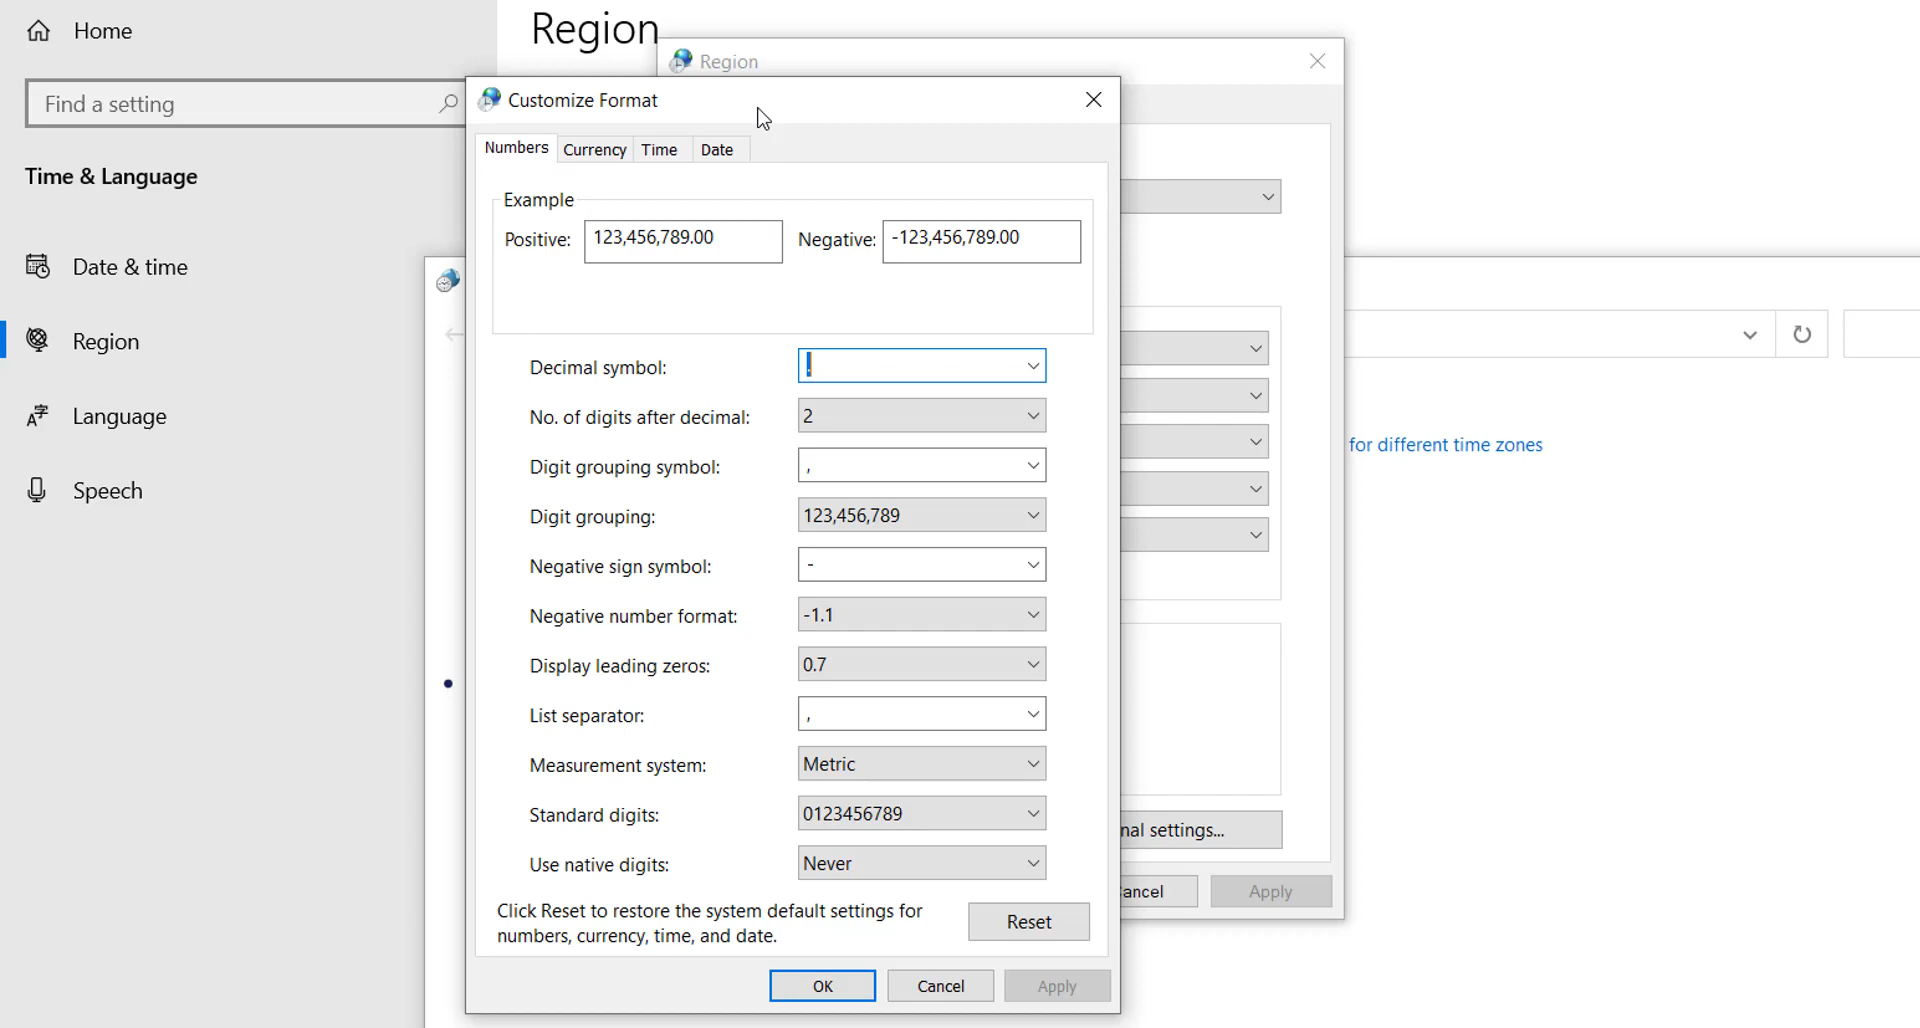 Home
Region
Region
Find a setting
Customize Format
Numbers
Currency
Time
Date
Time & Language
Example
Positive:
123,456,789.00
Negative:
-123,456,789.00
Date & time
Region
Language
Speech
Decimal symbol:
.
No. of digits after decimal:
2
Digit grouping symbol:
,
Digit grouping:
123,456,789
Negative sign symbol:
-
Negative number format:
-1.1
Display leading zeros:
0.7
List separator:
,
Measurement system:
Metric
Standard digits:
0123456789
Use native digits:
Never
Click Reset to restore the system default settings for
numbers, currency, time, and date.
Reset
OK
Cancel
Apply
for different time zones
nal settings...
ancel
Apply